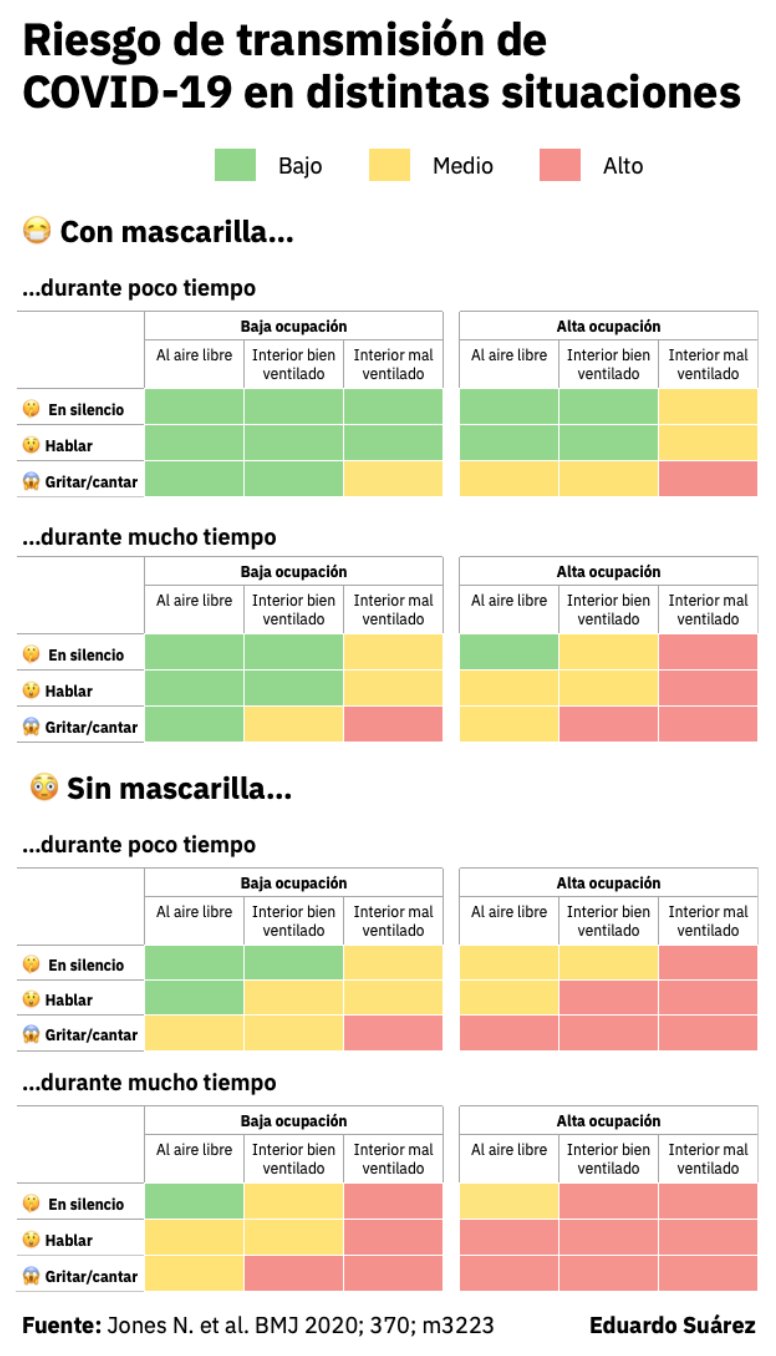 Riesgo de transmisión de
COVID-19 en distintas situaciones
Bajo Medio Alto
Con mascarilla...
...durante poco tiempo
Baja ocupación Alta ocupación
Al aire libre Interior bien ventilado Interior mal ventilado Al aire libre Interior bien ventilado Interior mal ventilado
En silencio
Hablar
Gritar/cantar
...durante mucho tiempo
Baja ocupación Alta ocupación
Al aire libre Interior bien ventilado Interior mal ventilado Al aire libre Interior bien ventilado Interior mal ventilado
En silencio
Hablar
Gritar/cantar
Sin mascarilla...
...durante poco tiempo
Baja ocupación Alta ocupación
Al aire libre Interior bien ventilado Interior mal ventilado Al aire libre Interior bien ventilado Interior mal ventilado
En silencio
Hablar
Gritar/cantar
...durante mucho tiempo
Baja ocupación Alta ocupación
Al aire libre Interior bien ventilado Interior mal ventilado Al aire libre Interior bien ventilado Interior mal ventilado
En silencio
Hablar
Gritar/cantar
Fuente: Jones N. et al. BMJ 2020; 370; m3223 Eduardo Suárez